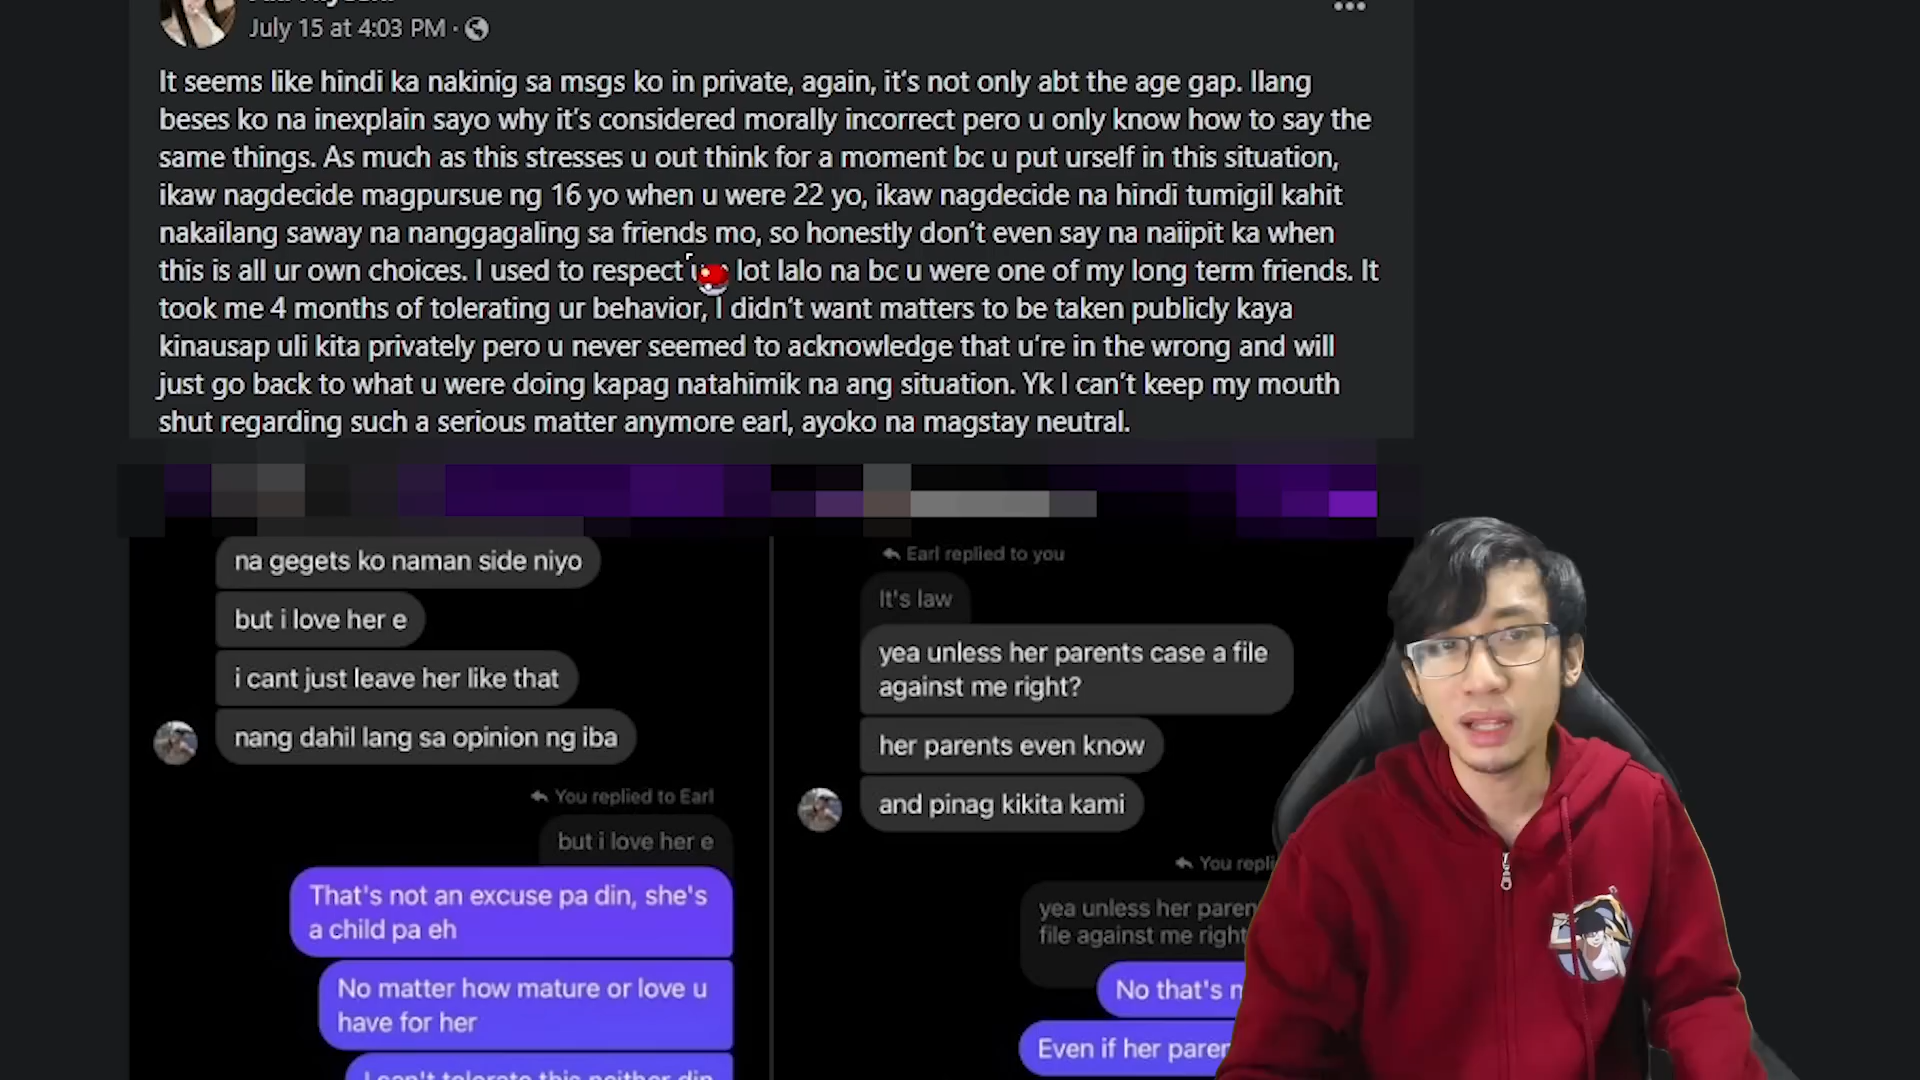 July 15 at 4:03 PM ·
It seems like hindi ka nakinig sa msgs ko in private, again, it's not only abt the age gap. Ilang
beses ko na inexplain sayo why it's considered morally incorrect pero u only know how to say the
same things. As much as this stresses u out think for a moment bc u put urself in this situation,
ikaw nagdecide magpursue ng 16 yo when u were 22 yo, ikaw nagdecide na hindi tumigil kahit
nakailang saway na nanggagaling sa friends mo, so honestly don't even say na naiipit ka when
this is all ur own choices. I used to respect lot lalo na bc u were one of my long term friends. It
took me 4 months of tolerating ur behavior, I didn't want matters to be taken publicly kaya
kinausap uli kita privately pero u never seemed to acknowledge that u're in the wrong and will
just go back to what u were doing kapag natahimik na ang situation. Yk I can't keep my mouth
shut regarding such a serious matter anymore earl, ayoko na magstay neutral.
na gegets ko naman side niyo
but i love her e
i cant just leave her like that
nang dahil lang sa opinion ng iba
You replied to Earl
but i love her e
That's not an excuse pa din, she's
a child pa eh
No matter how mature or love u
have for her
I can't tolerate this neither din
Earl replied to you
It's law
yea unless her parents case a file
against me right?
her parents even know
and pinag kikita kami
You repli
yea unless her paren
file against me right
No that's
Even if her paren